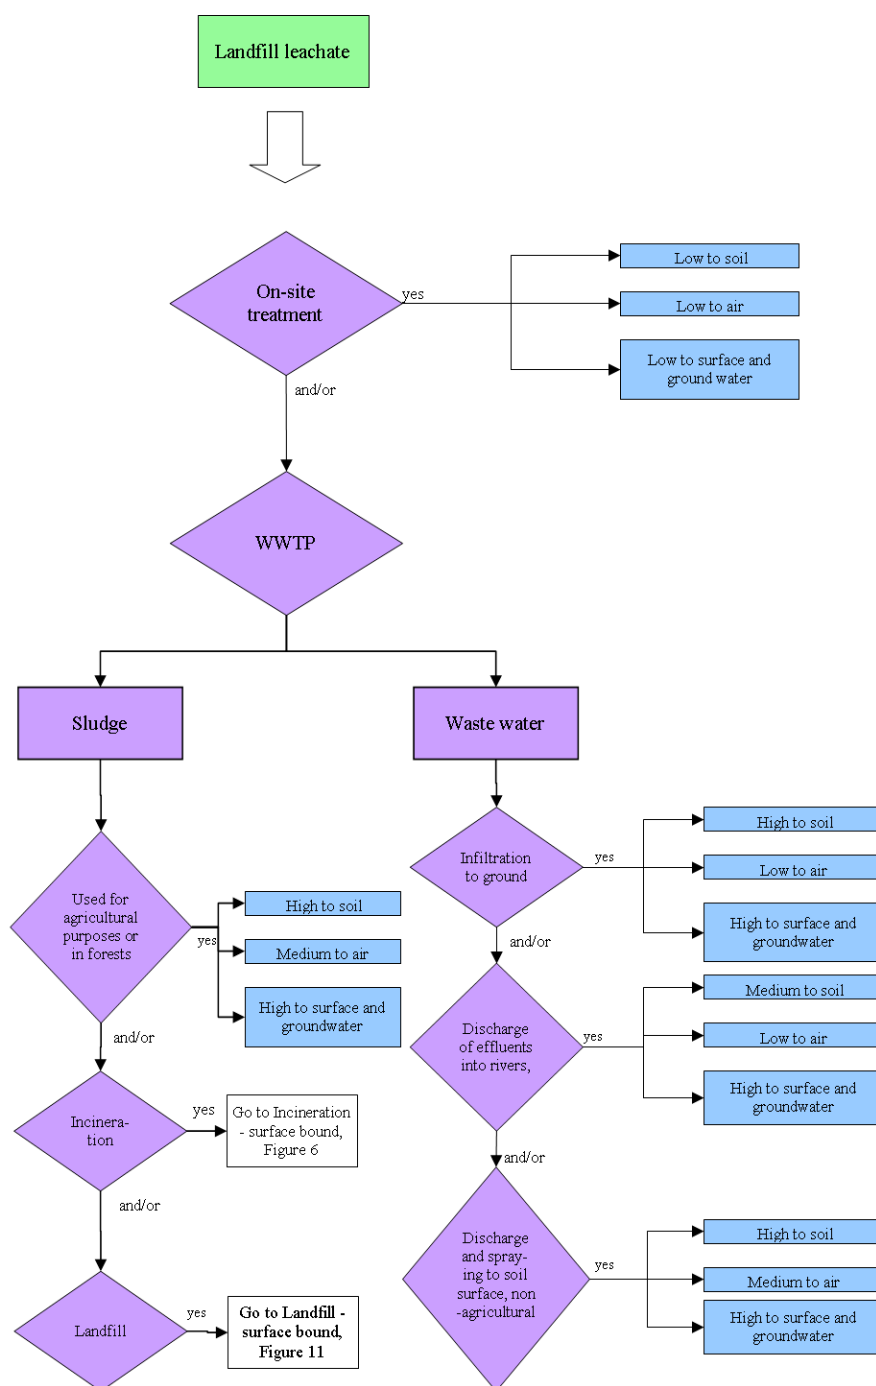 Landfill leachate
On-site
treatment
yes
Low to soil
Low to air
Low to surface and
ground water
and/or
WWTP
Sludge
Waste water
Used for
agricultural
purposes or
in forests
yes
High to soil
Medium to air
High to surface and
groundwater
and/or
Incinera-
tion
yes
Go to Incineration
- surface bound,
Figure 6
and/or
Landfill
yes
Go to Landfill -
surface bound,
Figure 11
Infiltration
to ground
yes
High to soil
Low to air
High to surface and
groundwater
and/or
Discharge
of effluents
into rivers,
yes
Medium to soil
Low to air
High to surface and
groundwater
and/or
Discharge
and spray-
ing to soil
surface, non
-agricultural
yes
High to soil
Medium to air
High to surface and
groundwater